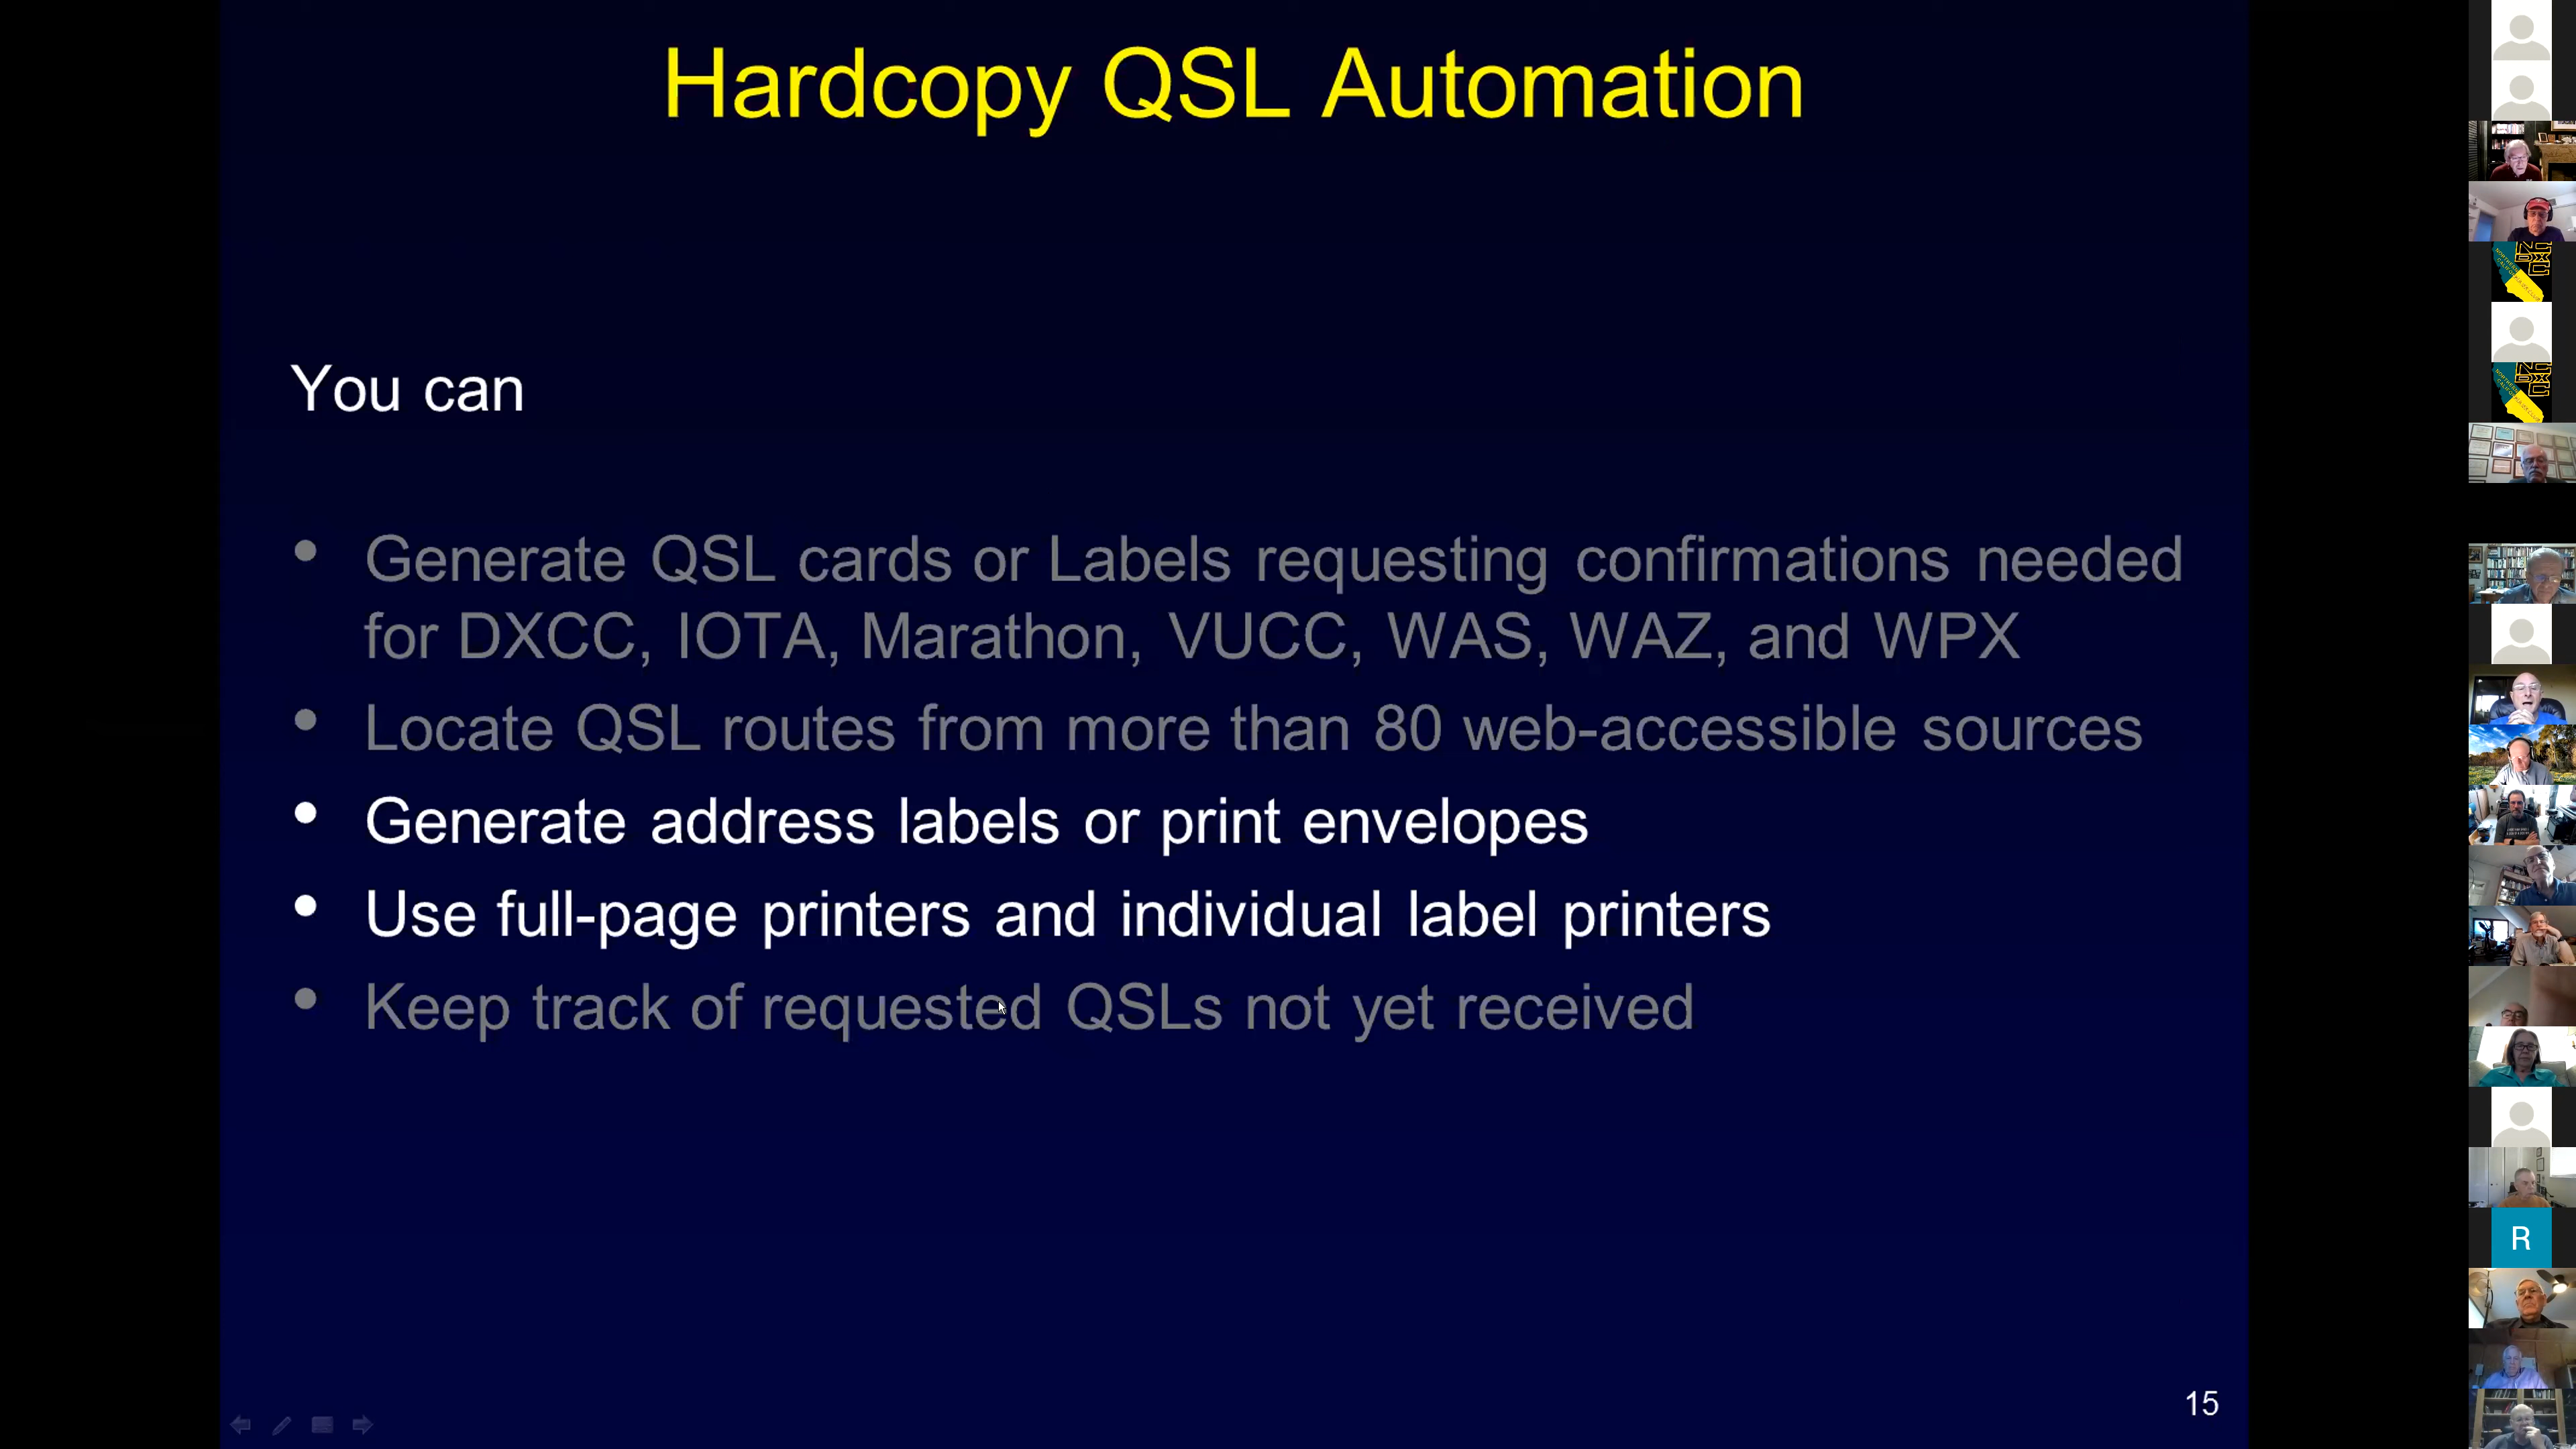 Hardcopy QSL Automation
You can
• Generate QSL cards or Labels requesting confirmations needed
for DXCC, IOTA, Marathon, VUCC, WAS, WAZ, and WPX
• Locate QSL routes from more than 80 web-accessible sources
• Generate address labels or print envelopes
• Use full-page printers and individual label printers
• Keep track of requested QSLs not yet received
15
R